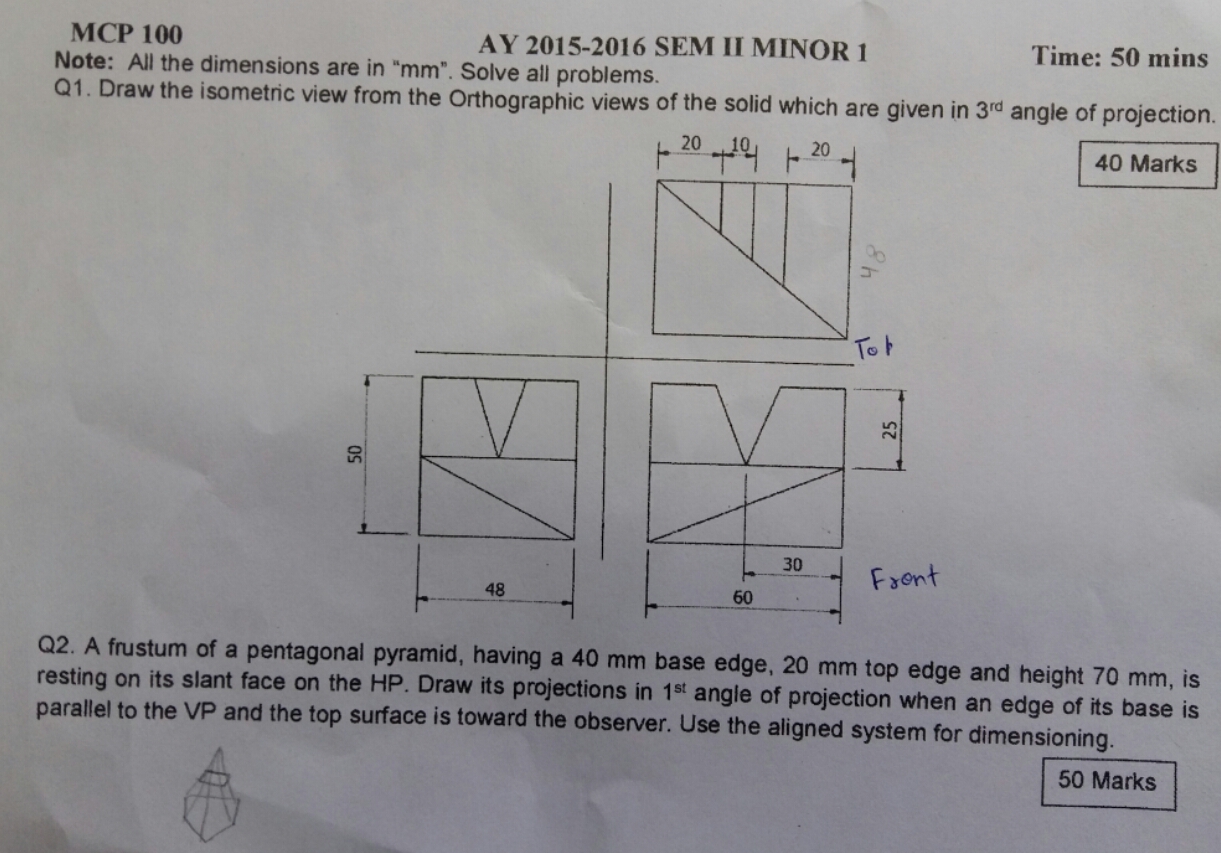 MCP 100
AY 2015-2016 SEM II MINOR 1
Time: 50 mins
Note: All the dimensions are in "mm". Solve all problems.
Q1. Draw the isometric view from the Orthographic views of the solid which are given in 3rd angle of projection.
40 Marks
20 10 20
48
Top
50
25
48
30
60
Front
Q2. A frustum of a pentagonal pyramid, having a 40 mm base edge, 20 mm top edge and height 70 mm, is
resting on its slant face on the HP. Draw its projections in 1st angle of projection when an edge of its base is
parallel to the VP and the top surface is toward the observer. Use the aligned system for dimensioning.
50 Marks